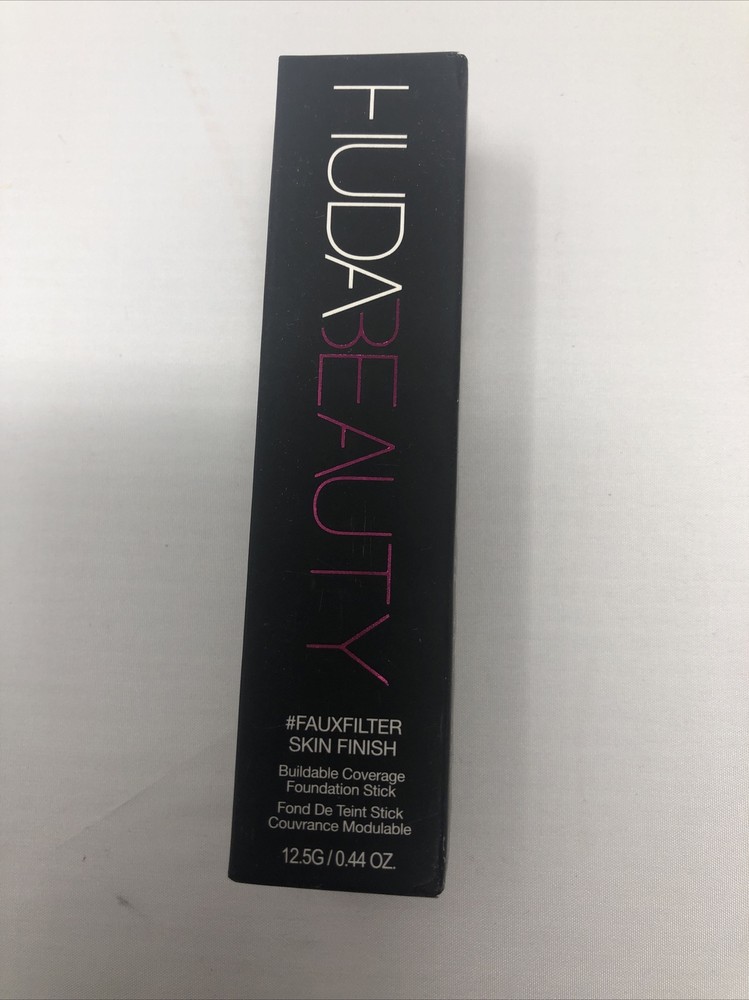 HUDABEAUTY
#FAUXFILTER
SKIN FINISH
Buildable Coverage
Foundation Stick
Fond De Teint Stick
Couvrance Modulable
12.5G / 0.44 OZ.